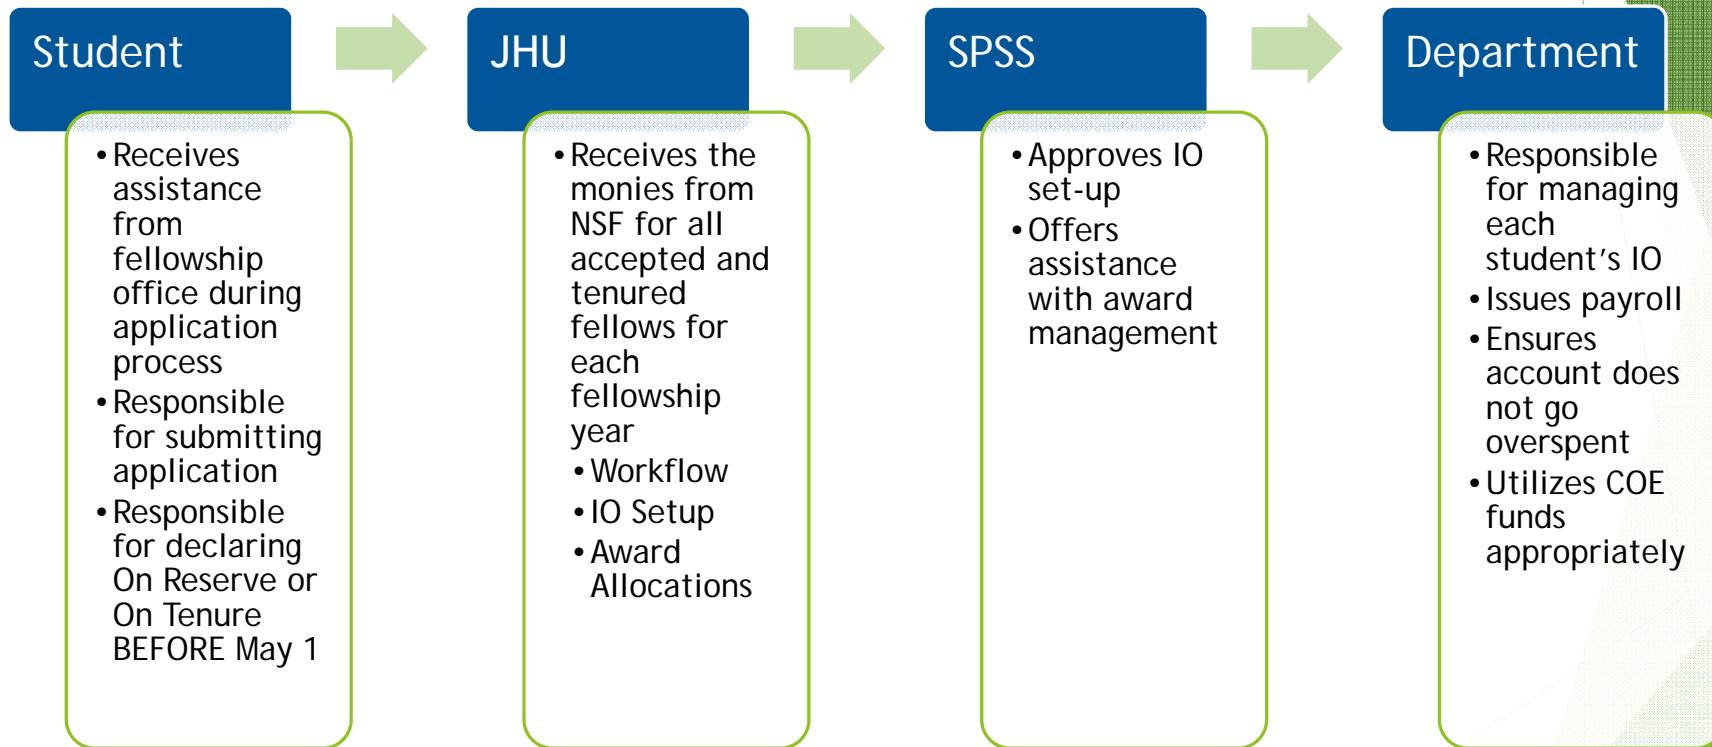 Student
• Receives
assistance
from
fellowship
office during
application
process
• Responsible
for submitting
application
• Responsible
for declaring
On Reserve or
On Tenure
BEFORE May 1
JHU
• Receives the
monies from
NSF for all
accepted and
tenured
fellows for
each
fellowship
year
• Workflow
• IO Setup
• Award
Allocations
SPSS
• Approves IO
set-up
• Offers
assistance
with award
management
Department
• Responsible
for managing
each
student’s IO
• Issues payroll
• Ensures
account does
not go
overspent
• Utilizes COE
funds
appropriately